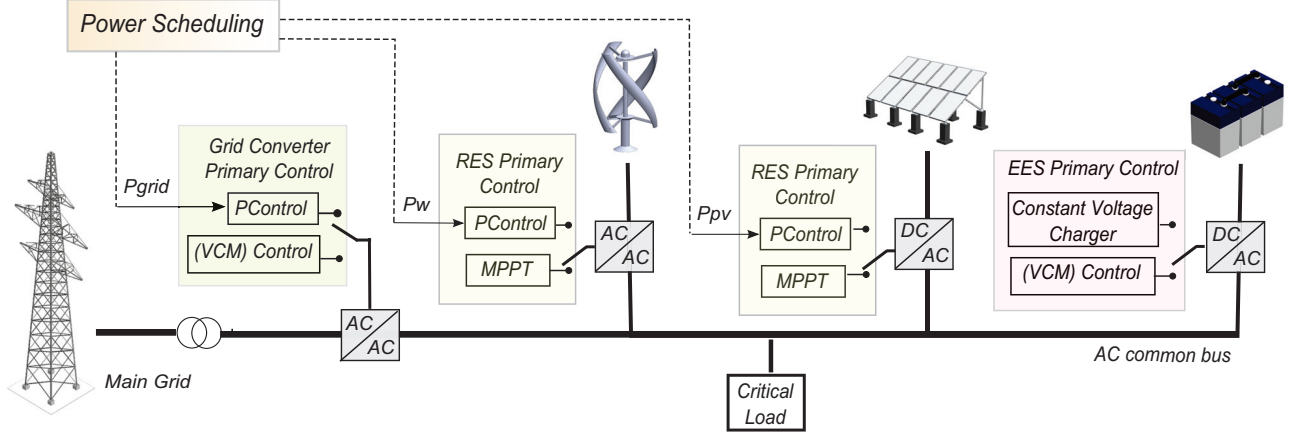 Power Scheduling
Pgrid
Grid Converter
Primary Control
PControl
(VCM) Control
Pw
RES Primary
Control
PControl
MPPT
AC
AC
Ppv
RES Primary
Control
PControl
MPPT
DC
AC
EES Primary Control
Constant Voltage
Charger
(VCM) Control
DC
AC
AC
AC
Main Grid
AC common bus
Critical
Load